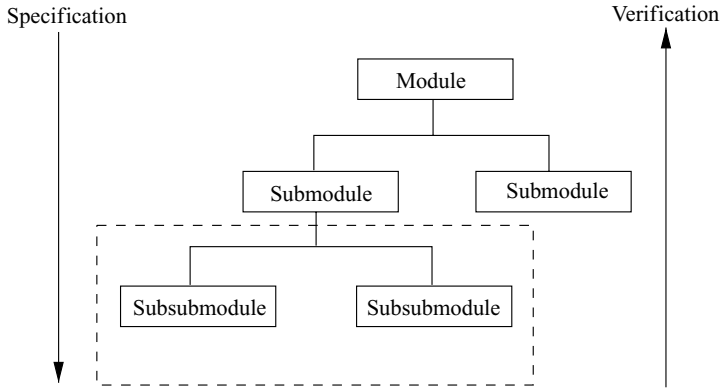 Specification
Verification
Module
Submodule
Submodule
Subsubmodule
Subsubmodule